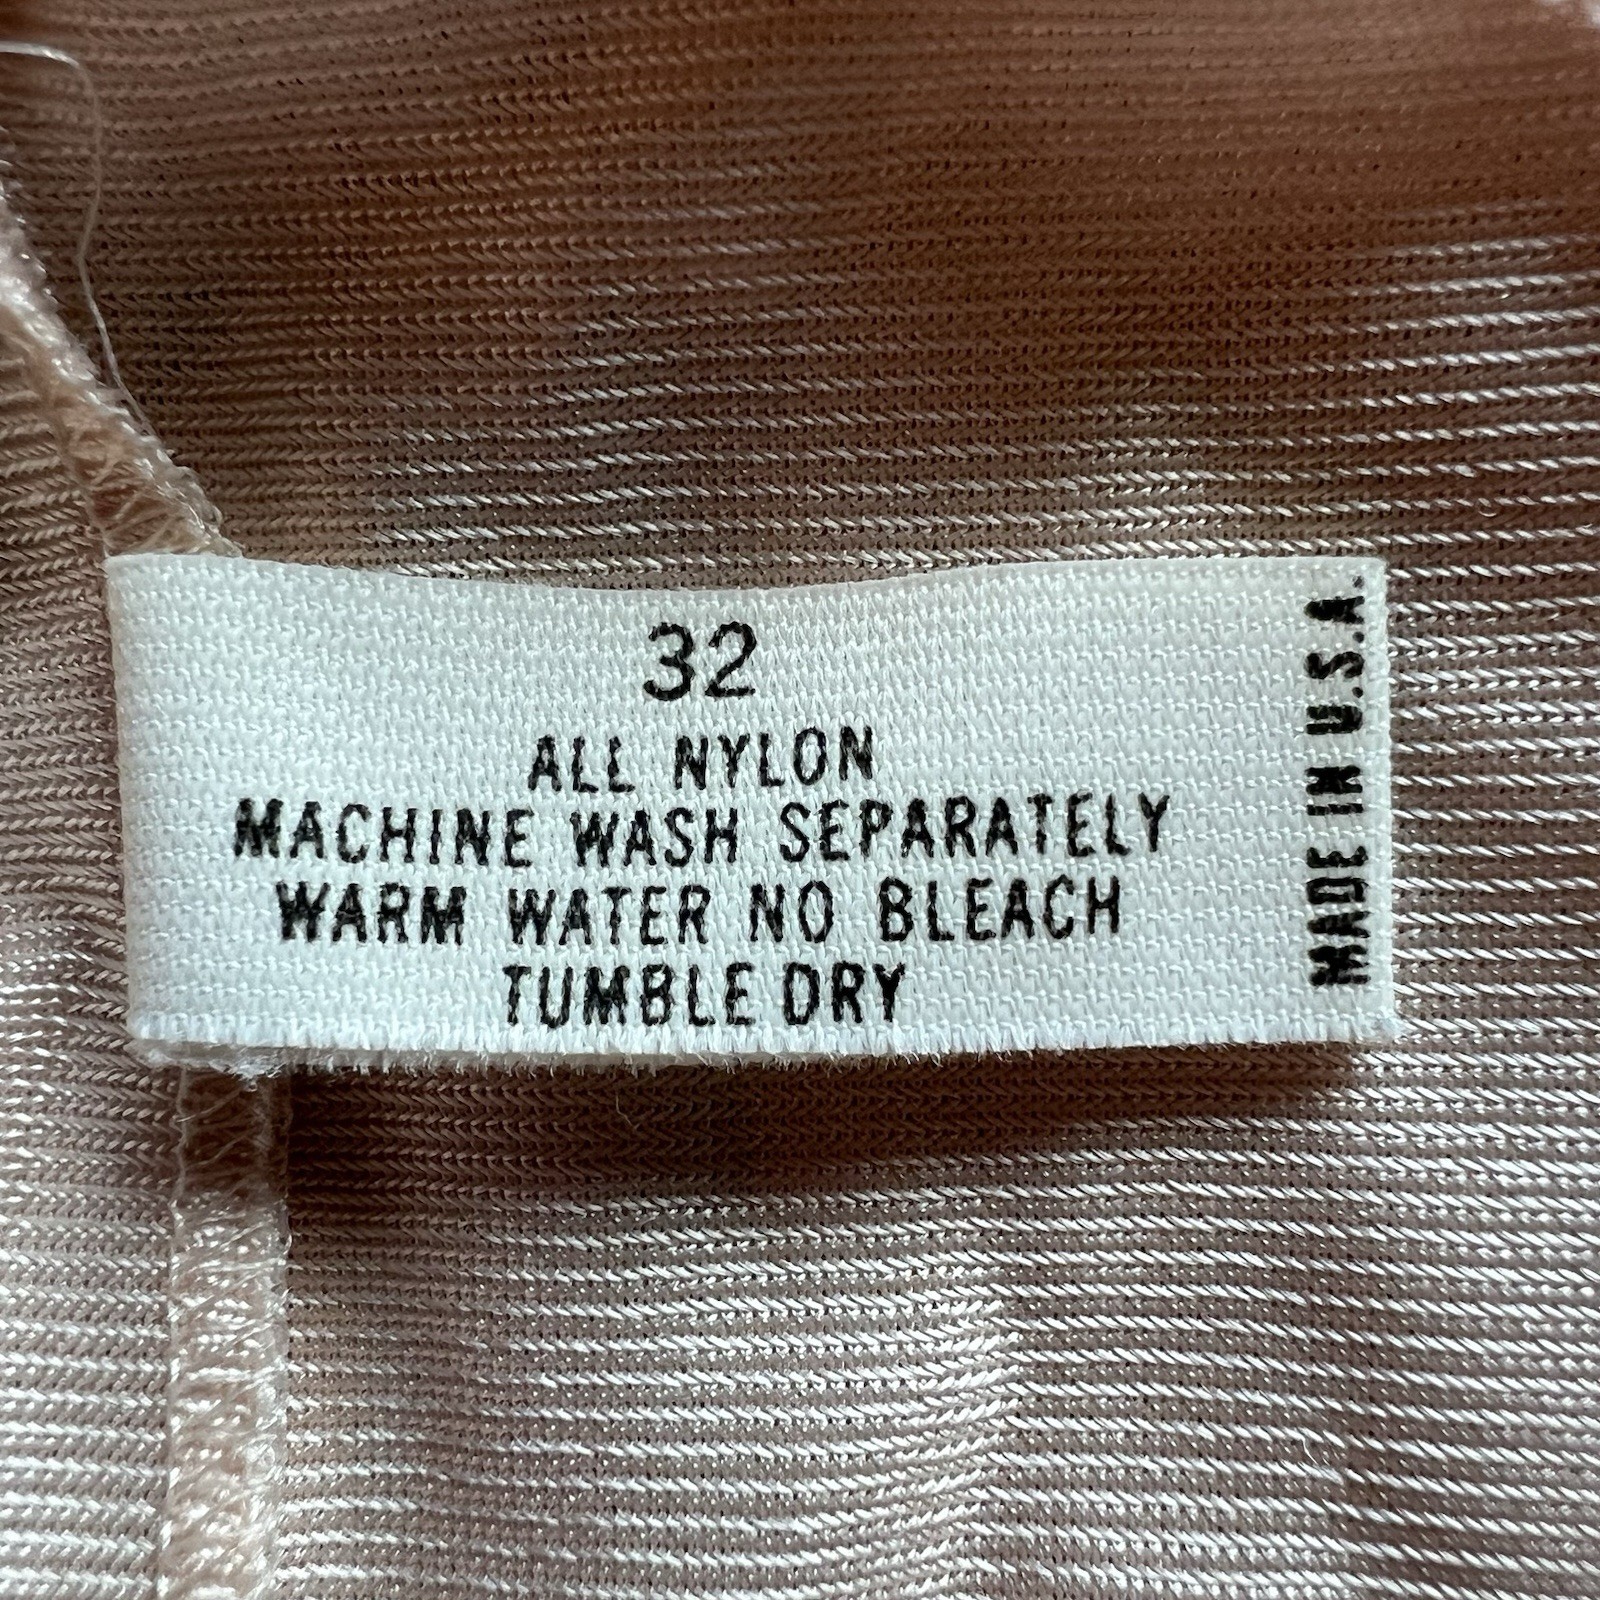 32
ALL NYLON
MACHINE WASH SEPARATELY
WARM WATER NO BLEACH
TUMBLE DRY
MADE IN U.S.A.